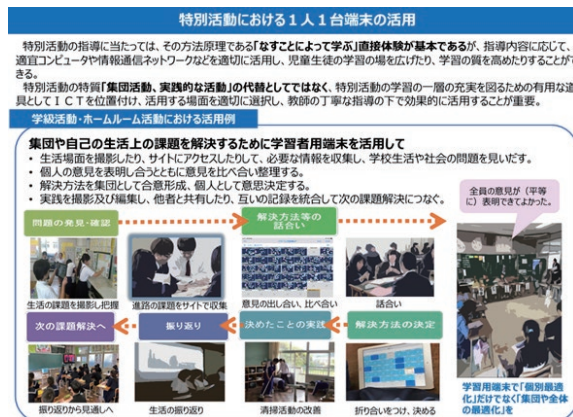 特別活動における1人1台端末の活用
特別活動の指導に当たっては、その方法原理である「なすことによって学ぶ」直接体験が基本であるが、指導内容に応じて、
適宜コンピュータや情報通信ネットワークなどを適切に活用し、児童生徒の学習の場を広げたり、学習の質を高めたりすることがで
きる。
特別活動の特質「集団活動、実践的な活動」の代替としてではなく、特別活動の学習の一層の充実を図るための有用な道
具としてICTを位置付け、活用する場面を適切に選択し、教師の丁寧な指導の下で効果的に活用することが重要。
学級活動・ホームルーム活動における活用例
集団や自己の生活上の課題を解決するために学習者用端末を活用して
• 生活場面を撮影したり、サイトにアクセスしたりして、必要な情報を収集し、学校生活や社会の問題を見いだす。
• 個人の意見を表明し合うとともに意見を比べ合い整理する。
• 解決方法を集団として合意形成、個人として意思決定する。
• 実践を撮影及び編集し、他者と共有したり、互いの記録を統合して次の課題解決につなぐ。
全員の意見が(平等
に)表明できてよかった。
問題の発見・確認
解決方法等の
話合い
生活の課題を撮影し把握
進路の課題をサイトで収集
意見の出し合い、比べ合い
話合い
次の課題解決へ
振り返り
決めたことの実践
解決方法の決定
振り返りから見通しへ
生活の振り返り
清掃活動の改善
折り合いをつけ、決める
学習用端末で「個別最適
化」だけでなく「集団や全体
の最適化」を